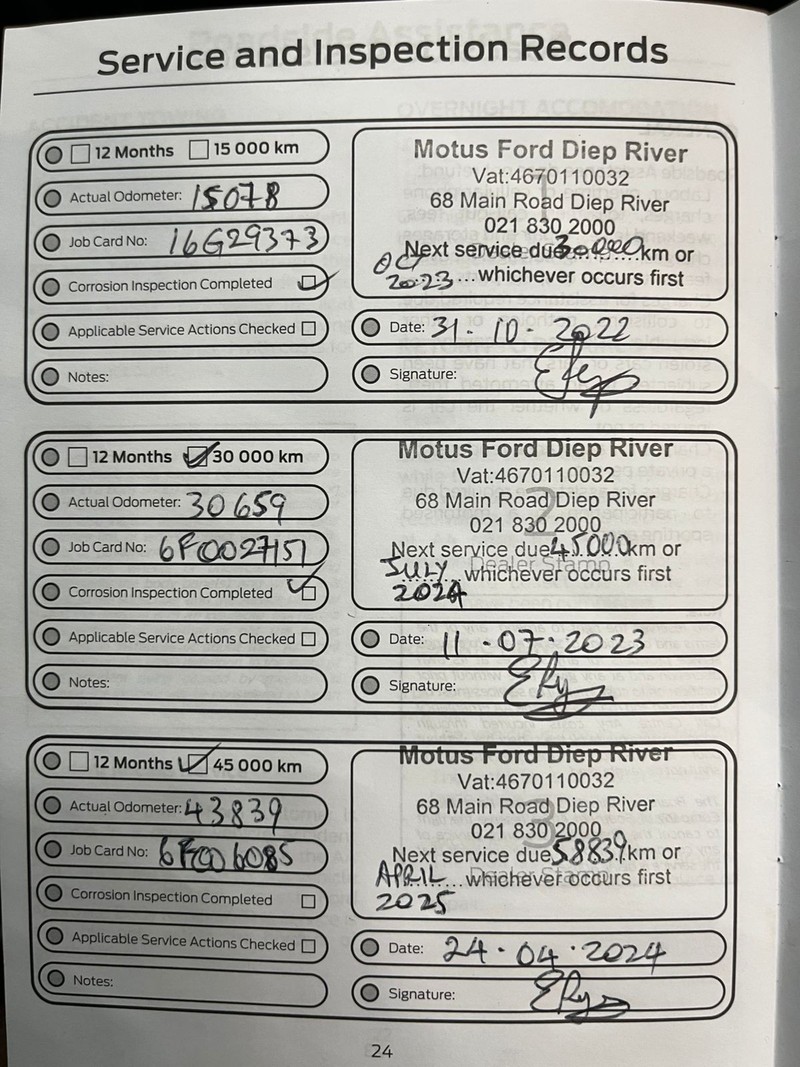 Service and Inspection Records
12 Months 15 000 km
Actual Odometer: 15078
Job Card No: 16G29373
Corrosion Inspection Completed
Applicable Service Actions Checked
Notes:
Motus Ford Diep River
Vat:4670110032
68 Main Road Diep River
021 830 2000
Next service due 30000 km or
OCT 2023 ... whichever occurs first
Date: 31-10-2022
Signature:
12 Months 30 000 km
Actual Odometer: 30659
Job Card No:
Corrosion Inspection Completed
Applicable Service Actions Checked
Notes:
Motus Ford Diep River
Vat:4670110032
68 Main Road Diep River
2
021 830 2000
Next service due 45000 km or
Dealer Stamp
JULY 2024 whichever occurs first
Date: 11-07-2023
Signature:
12 Months 45 000 km
Actual Odometer: 43839
Job Card No:
Corrosion Inspection Completed
Applicable Service Actions Checked
Notes:
Motus Ford Diep River
Vat:4670110032
68 Main Road Diep River
3
021 830 2000
Next service due 58839 km or
Dealer Stamp
APRIL 2025 ... whichever occurs first
Date: 24-04-2024
Signature:
24